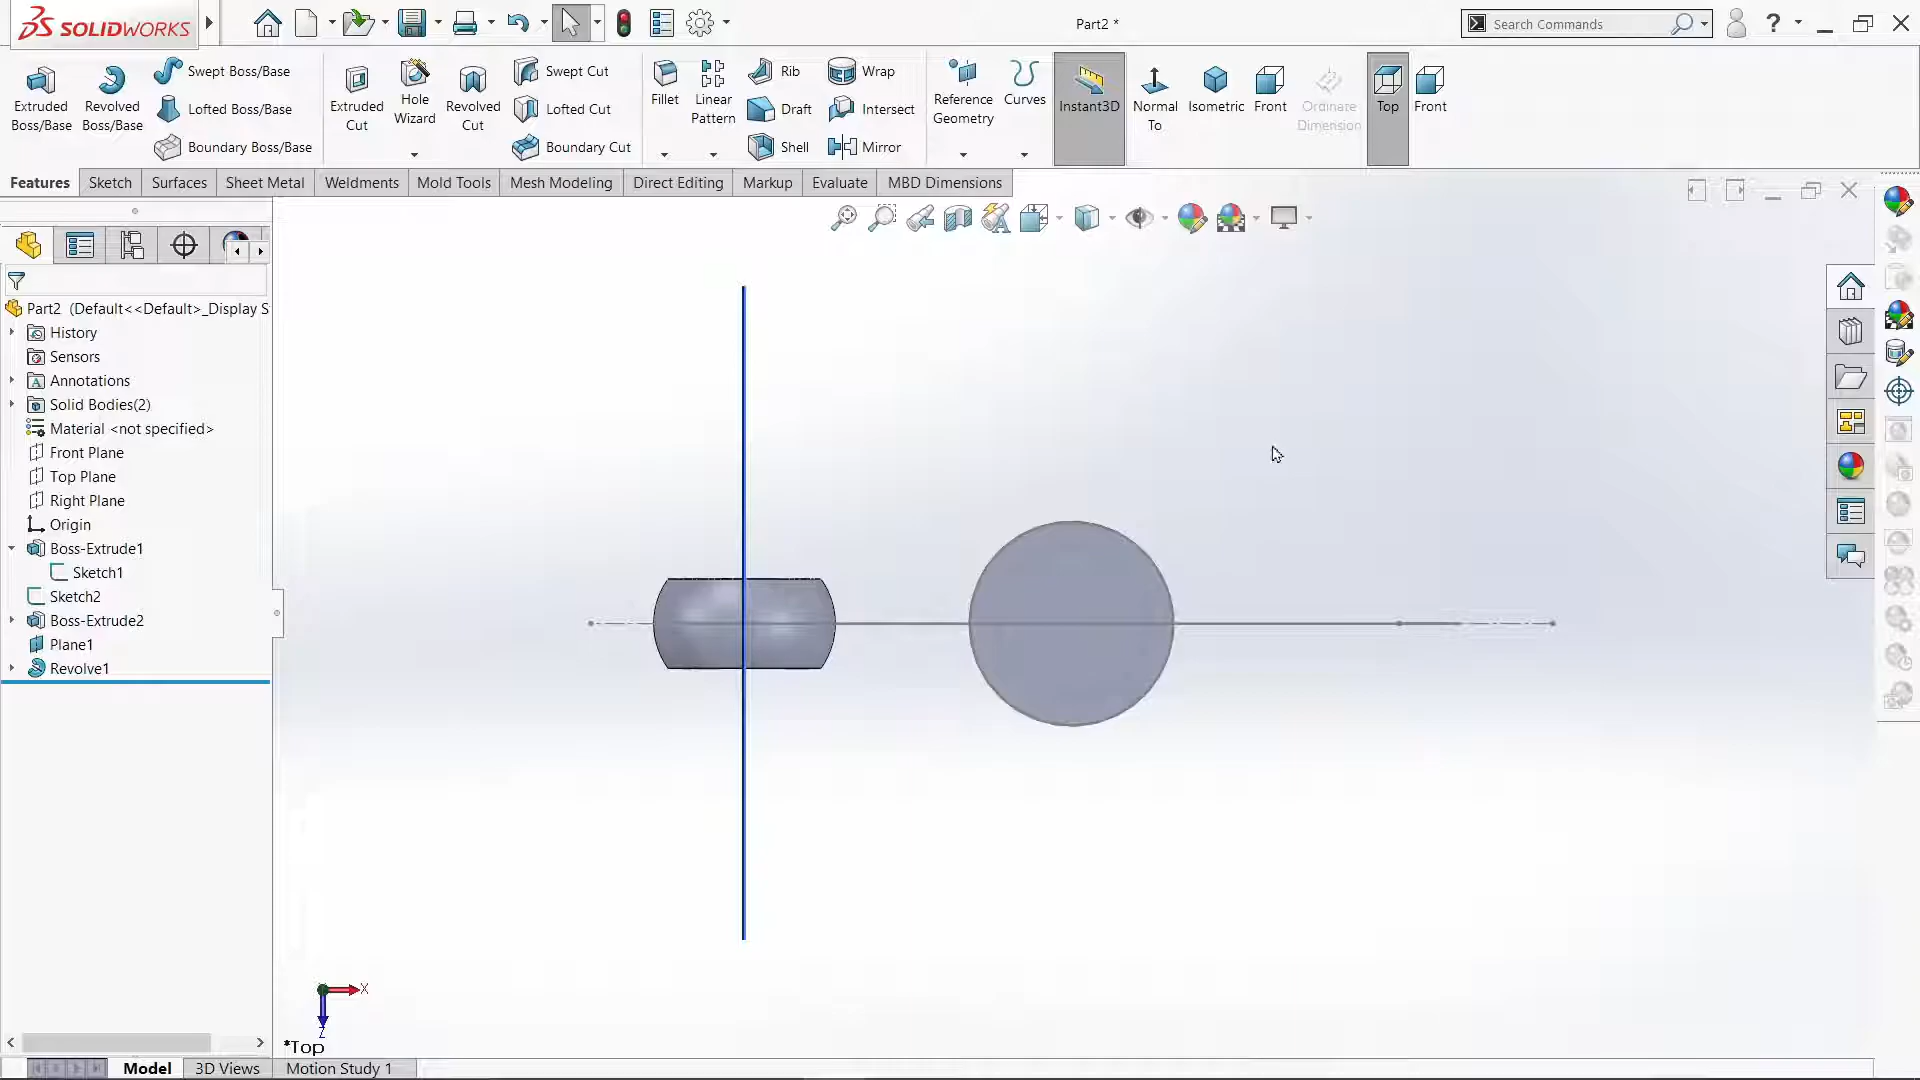 SOLIDWORKS
Part2 *
Search Commands
?
Extruded Boss/Base
Revolved Boss/Base
Swept Boss/Base
Lofted Boss/Base
Boundary Boss/Base
Extruded Cut
Hole Wizard
Revolved Cut
Swept Cut
Lofted Cut
Boundary Cut
Fillet
Linear Pattern
Rib
Draft
Shell
Wrap
Intersect
Mirror
Reference Geometry
Curves
Instant3D
Normal To
Isometric
Front
Ordinate Dimension
Top
Front
Features
Sketch
Surfaces
Sheet Metal
Weldments
Mold Tools
Mesh Modeling
Direct Editing
Markup
Evaluate
MBD Dimensions
Part2 (Default<<Default>_Display S
History
Sensors
Annotations
Solid Bodies(2)
Material <not specified>
Front Plane
Top Plane
Right Plane
Origin
Boss-Extrude1
Sketch1
Sketch2
Boss-Extrude2
Plane1
Revolve1
X
Z
*Top
Model
3D Views
Motion Study 1